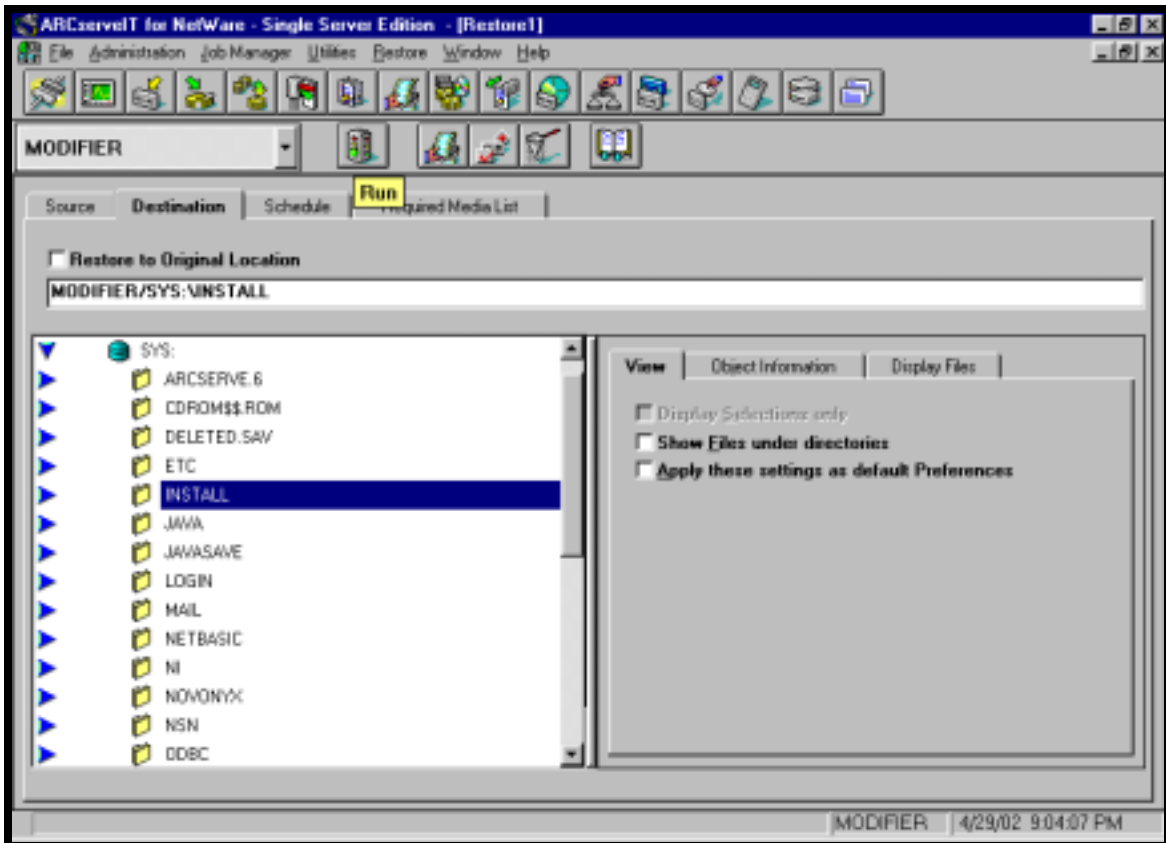 ARCserveIT for NetWare - Single Server Edition - [Restore1]
File Administration Job Manager Utilities Restore Window Help
MODIFIER
Run
Source Destination Schedule Required Media List
Restore to Original Location
MODIFIER/SYS:\INSTALL
SYS:
ARCSERVE.6
CDROM$$.ROM
DELETED.SAV
ETC
INSTALL
JAVA
JAVASAVE
LOGIN
MAIL
NETBASIC
NI
NOVONYX
NSN
ODBC
View Object Information Display Files
Display Selections only
Show Files under directories
Apply these settings as default Preferences
MODIFIER 4/29/02 9:04:07 PM